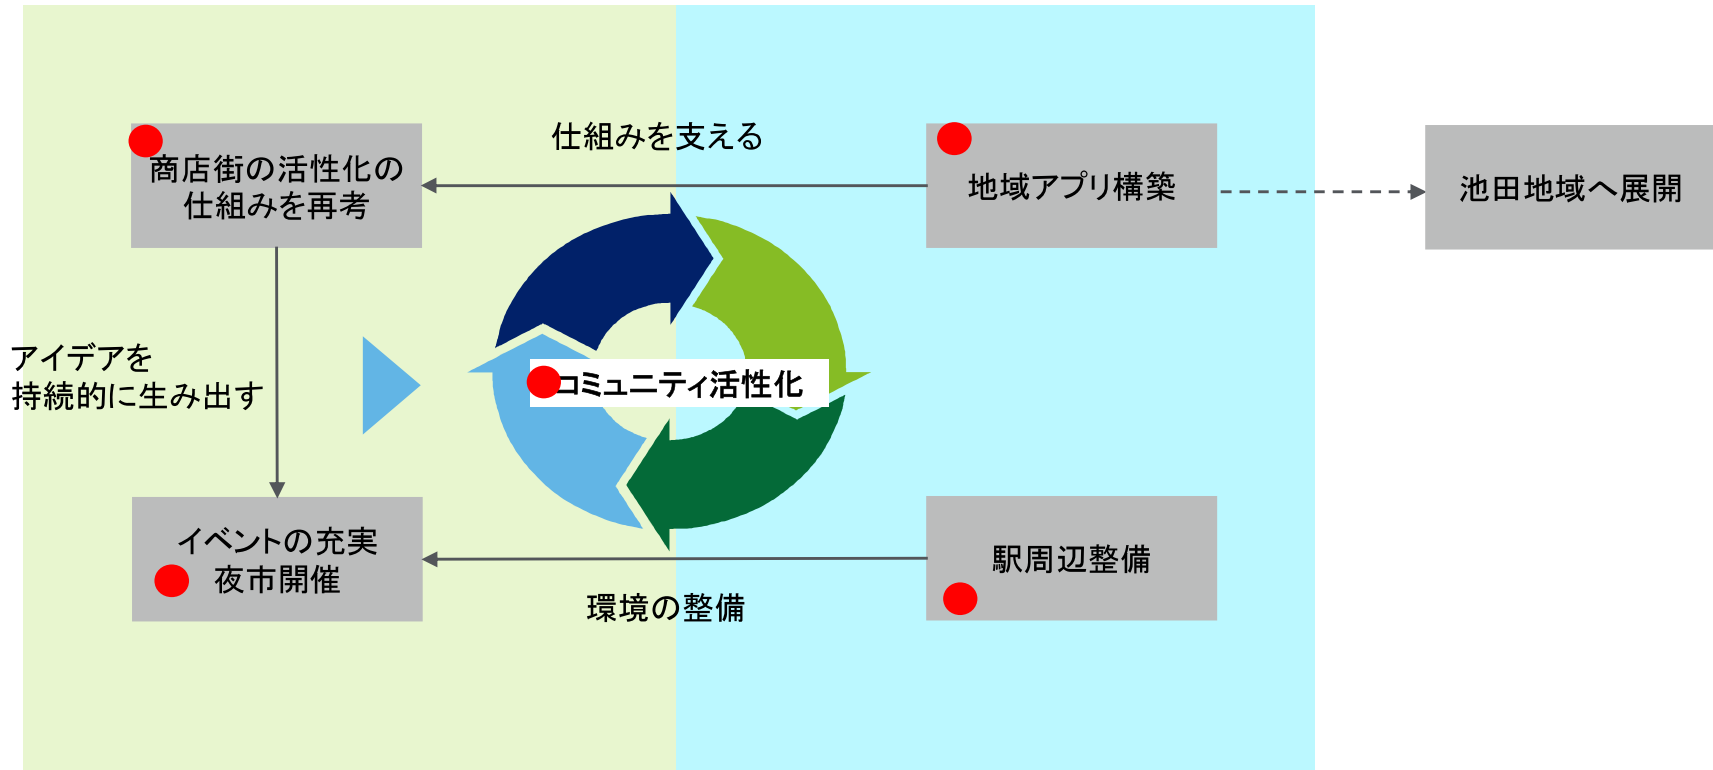 仕組みを支える
商店街の活性化の
仕組みを再考
地域アプリ構築
池田地域へ展開
アイデアを
持続的に生み出す
コミュニティ活性化
イベントの充実
夜市開催
駅周辺整備
環境の整備